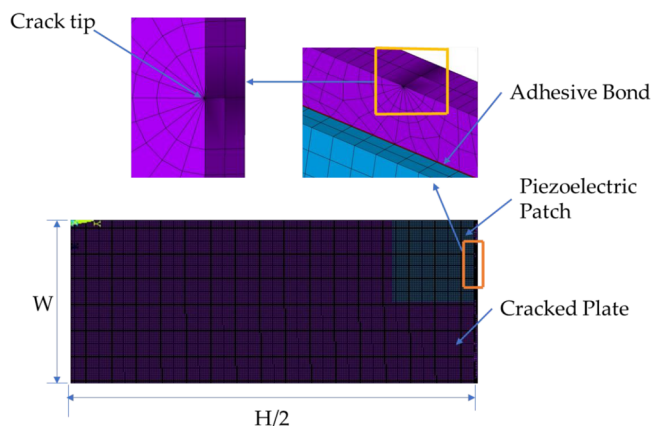 Crack tip
Adhesive Bond
Piezoelectric
Patch
W
Cracked Plate
H/2